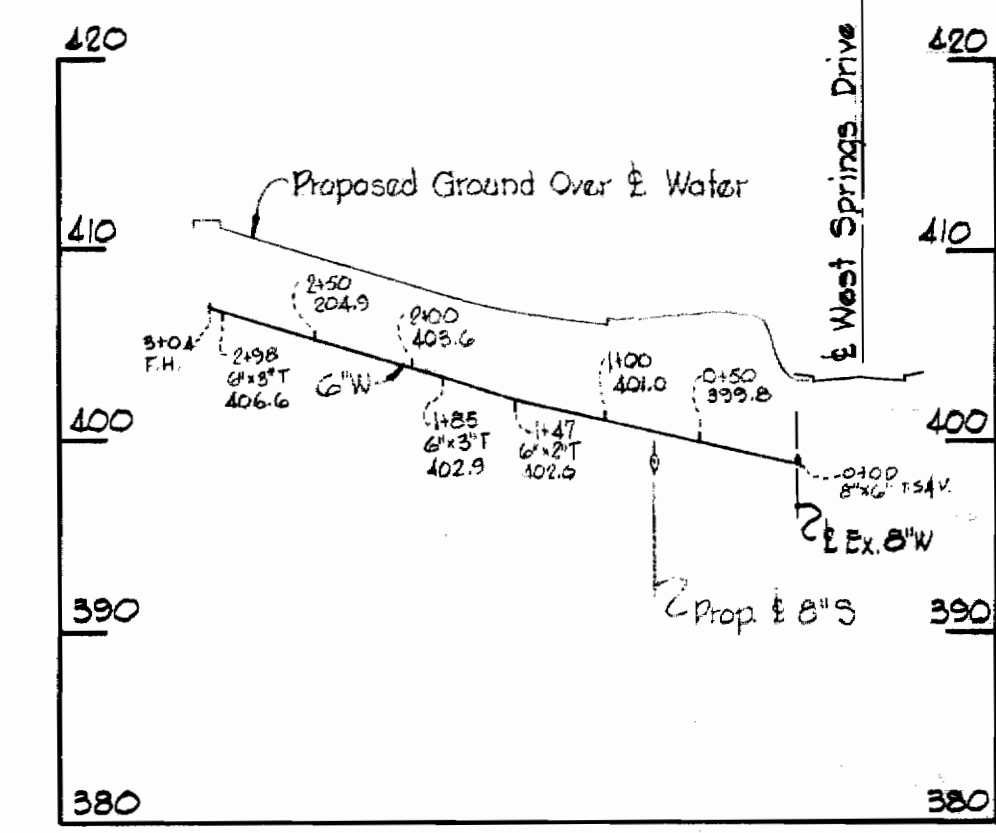 420
420
₵ West Springs Drive
Proposed Ground Over ₵ Water
410
410
2+50
204.9
2+00
403.6
3+04
F.H.
2+98
6"x3"T
406.6
6"W
1+00
401.0
0+50
399.8
400
400
1+85
6"x3"T
402.9
1+47
6"x2"T
402.0
0+00
8"x6" T.S.&V.
₵ Ex. 8"W
390
390
Prop. ₵ 8"S
380
380